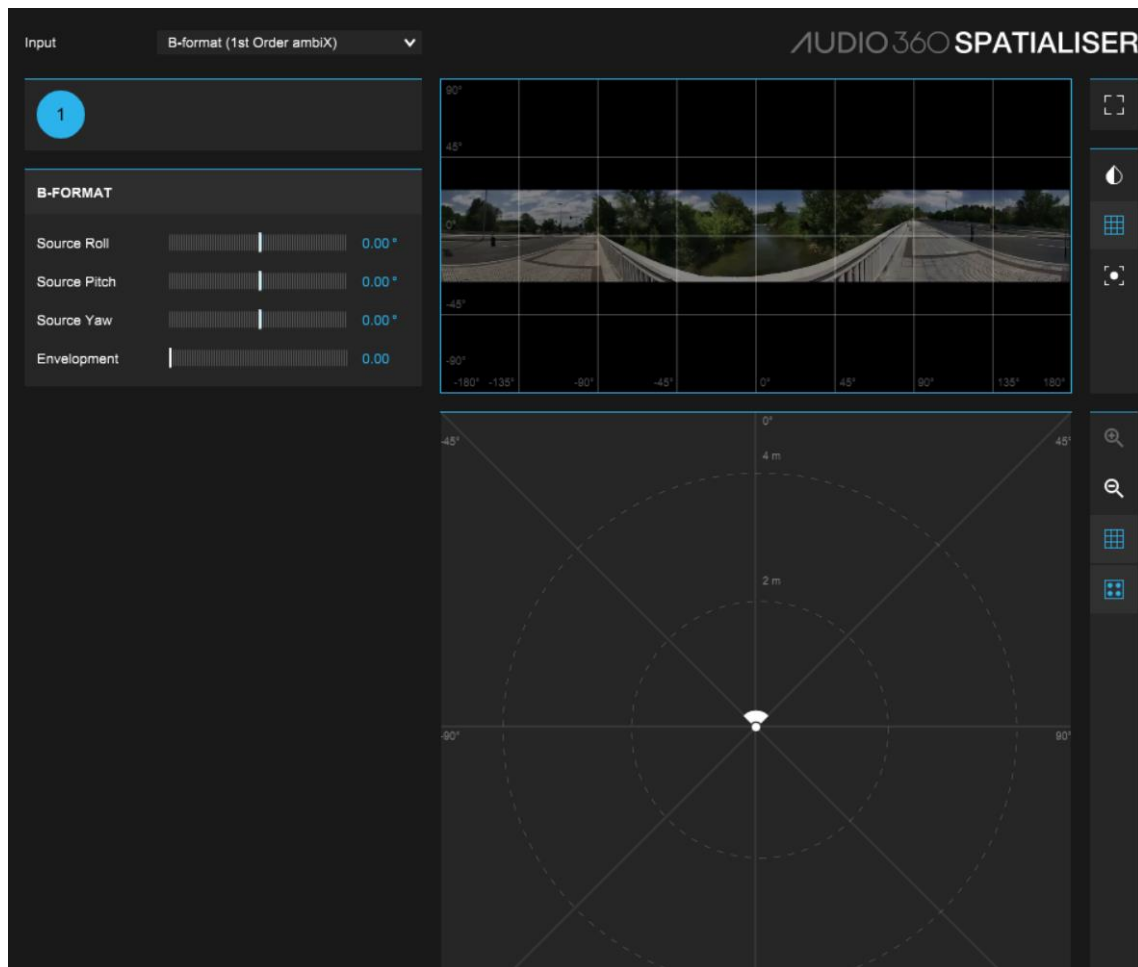 Input
B-format (1st Order ambiX)
AUDIO360 SPATIALISER
1
B-FORMAT
Source Roll 0.00°
Source Pitch 0.00°
Source Yaw 0.00°
Envelopment 0.00
90°
45°
0°
-45°
-90°
-180° -135° -90° -45° 0° 45° 90° 135° 180°
0°
-45° 45°
4 m
2 m
-90° 90°